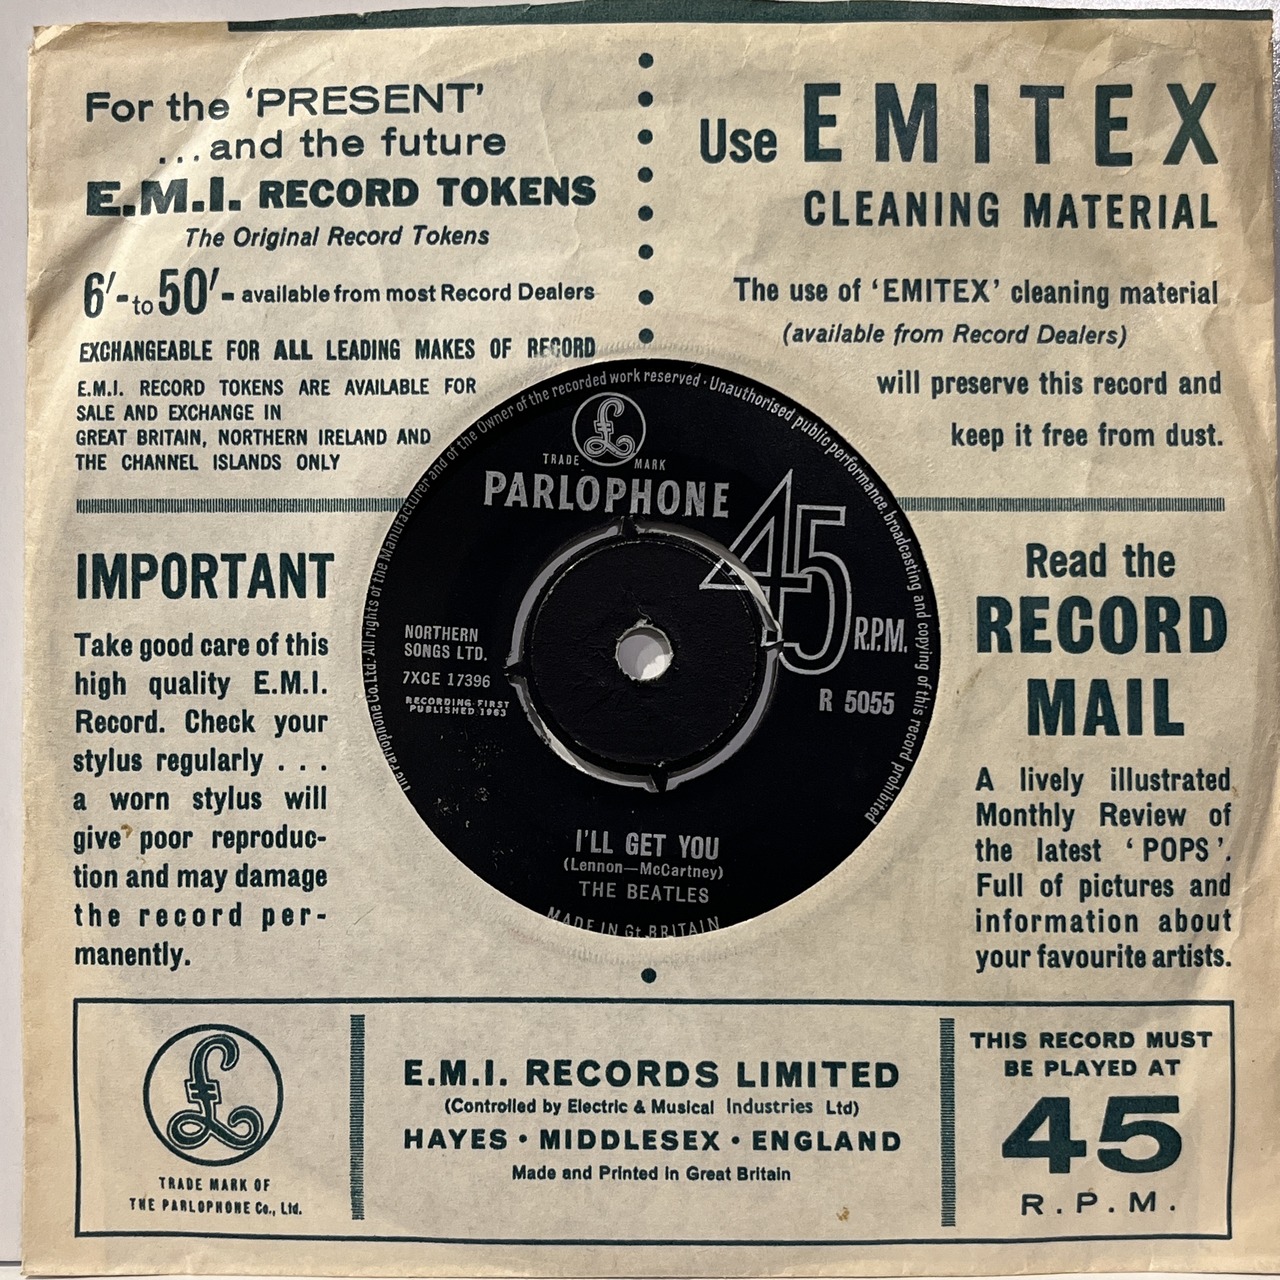 For the ‘PRESENT’
...and the future
E.M.I. RECORD TOKENS
The Original Record Tokens
6/- to 50/- available from most Record Dealers
EXCHANGEABLE FOR ALL LEADING MAKES OF RECORD
E.M.I. RECORD TOKENS ARE AVAILABLE FOR
SALE AND EXCHANGE IN
GREAT BRITAIN, NORTHERN IRELAND AND
THE CHANNEL ISLANDS ONLY
Use EMITEX
CLEANING MATERIAL
The use of ‘EMITEX’ cleaning material
(available from Record Dealers)
will preserve this record and
keep it free from dust.
IMPORTANT
Take good care of this
high quality E.M.I.
Record. Check your
stylus regularly . . .
a worn stylus will
give poor reproduc-
tion and may damage
the record per-
manently.
The Parlophone Co. Ltd. All rights of the Manufacturer and of the Owner of the recorded work reserved · Unauthorised public performance, broadcasting and copying of this record prohibited
£
TRADE MARK
PARLOPHONE
45
R.P.M.
NORTHERN
SONGS LTD.
7XCE 17396
RECORDING FIRST
PUBLISHED 1963
R 5055
I'LL GET YOU
(Lennon—McCartney)
THE BEATLES
MADE IN Gt. BRITAIN
Read the
RECORD
MAIL
A lively illustrated
Monthly Review of
the latest ‘POPS’.
Full of pictures and
information about
your favourite artists.
£
TRADE MARK OF
THE PARLOPHONE Co., Ltd.
E.M.I. RECORDS LIMITED
(Controlled by Electric & Musical Industries Ltd)
HAYES • MIDDLESEX • ENGLAND
Made and Printed in Great Britain
THIS RECORD MUST
BE PLAYED AT
45
R.P.M.